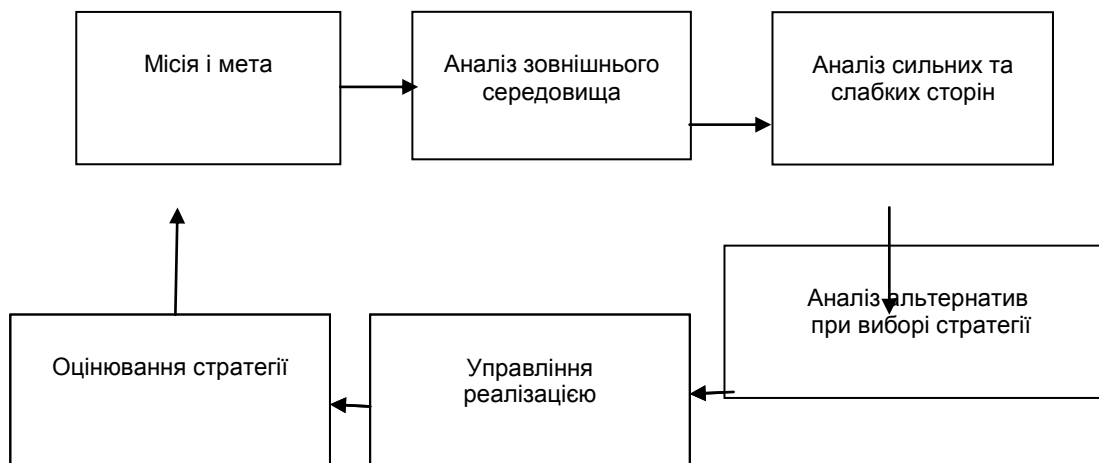 Місія і мета
Аналіз зовнішнього
середовища
Аналіз сильних та
слабких сторін
Аналіз альтернатив
при виборі стратегії
Управління
реалізацією
Оцінювання стратегії